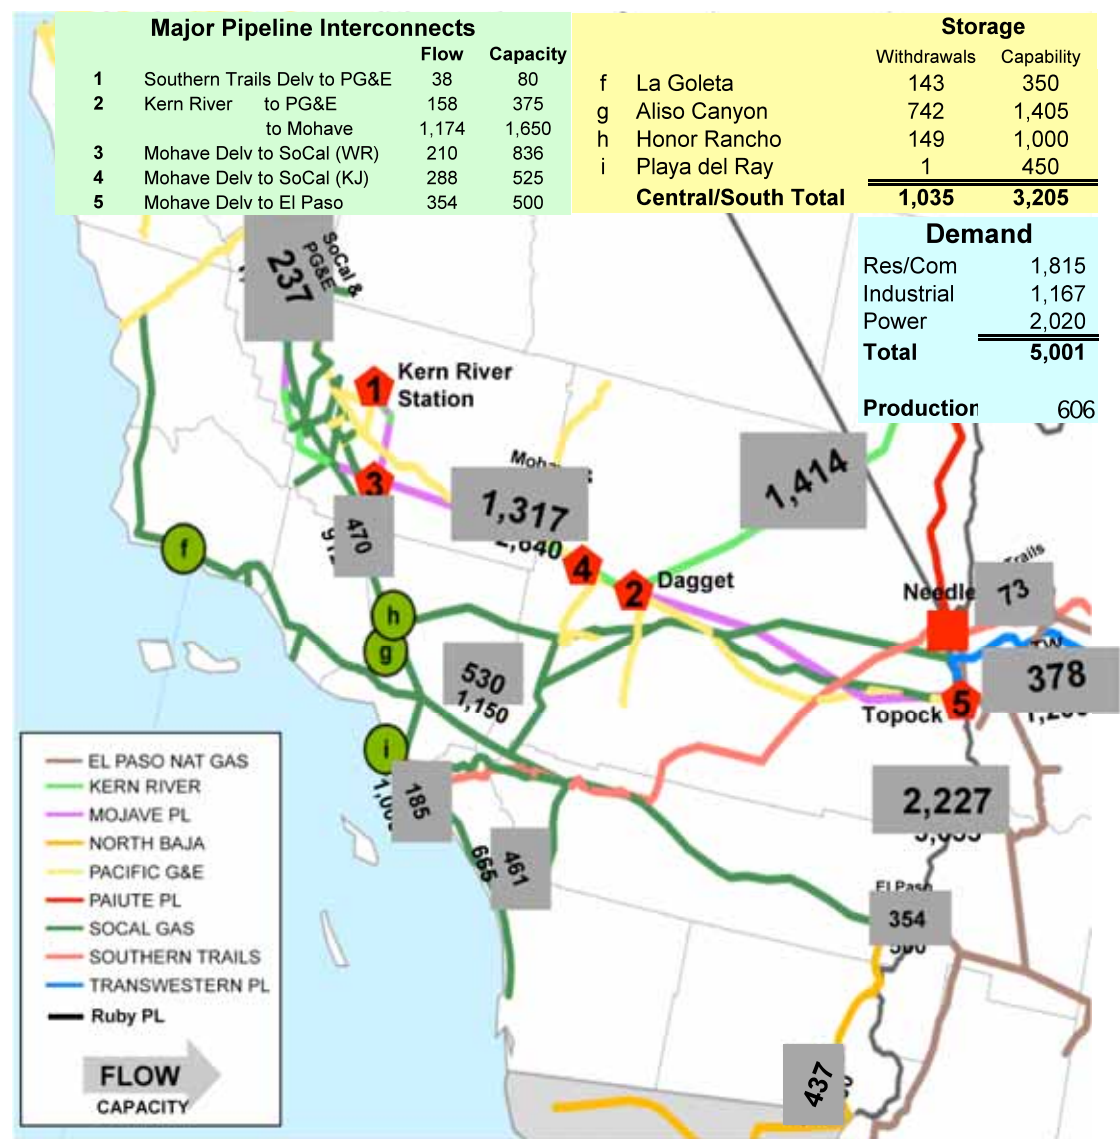 Major Pipeline Interconnects
Flow Capacity
1 Southern Trails Delv to PG&E 38 80
2 Kern River to PG&E 158 375
to Mohave 1,174 1,650
3 Mohave Delv to SoCal (WR) 210 836
4 Mohave Delv to SoCal (KJ) 288 525
5 Mohave Delv to El Paso 354 500
Storage
Withdrawals Capability
f La Goleta 143 350
g Aliso Canyon 742 1,405
h Honor Rancho 149 1,000
i Playa del Ray 1 450
Central/South Total 1,035 3,205
Demand
Res/Com 1,815
Industrial 1,167
Power 2,020
Total 5,001
Production 606
SoCal &
PG&E
237
1
Kern River
Station
3
1,414
1,317
2,640
470
f
4
2
Dagget
Trails
73
Needle
h
g
TW
378
530
1,150
5
Topock
i
185
2,227
665
461
El Paso
354
500
437
EL PASO NAT GAS
KERN RIVER
MOJAVE PL
NORTH BAJA
PACIFIC G&E
PAIUTE PL
SOCAL GAS
SOUTHERN TRAILS
TRANSWESTERN PL
Ruby PL
FLOW
CAPACITY